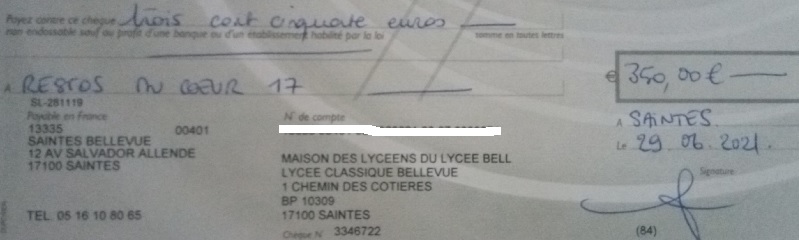 Payez contre ce chèque trois cent cinquante euros
non endossable sauf au profit d'une banque ou d'un établissement habilité par la loi
somme en toutes lettres
€ 350,00 €
À RESTOS DU COEUR 17
SL-281119
Payable en France
13335 00401
SAINTES BELLEVUE
12 AV SALVADOR ALLENDE
17100 SAINTES
TEL. 05 16 10 80 65
N° de compte
MAISON DES LYCEENS DU LYCEE BELL
LYCEE CLASSIQUE BELLEVUE
1 CHEMIN DES COTIERES
BP 10309
17100 SAINTES
Chèque N° 3346722
À SAINTES
Le 29 06 2021.
Signature
(84)